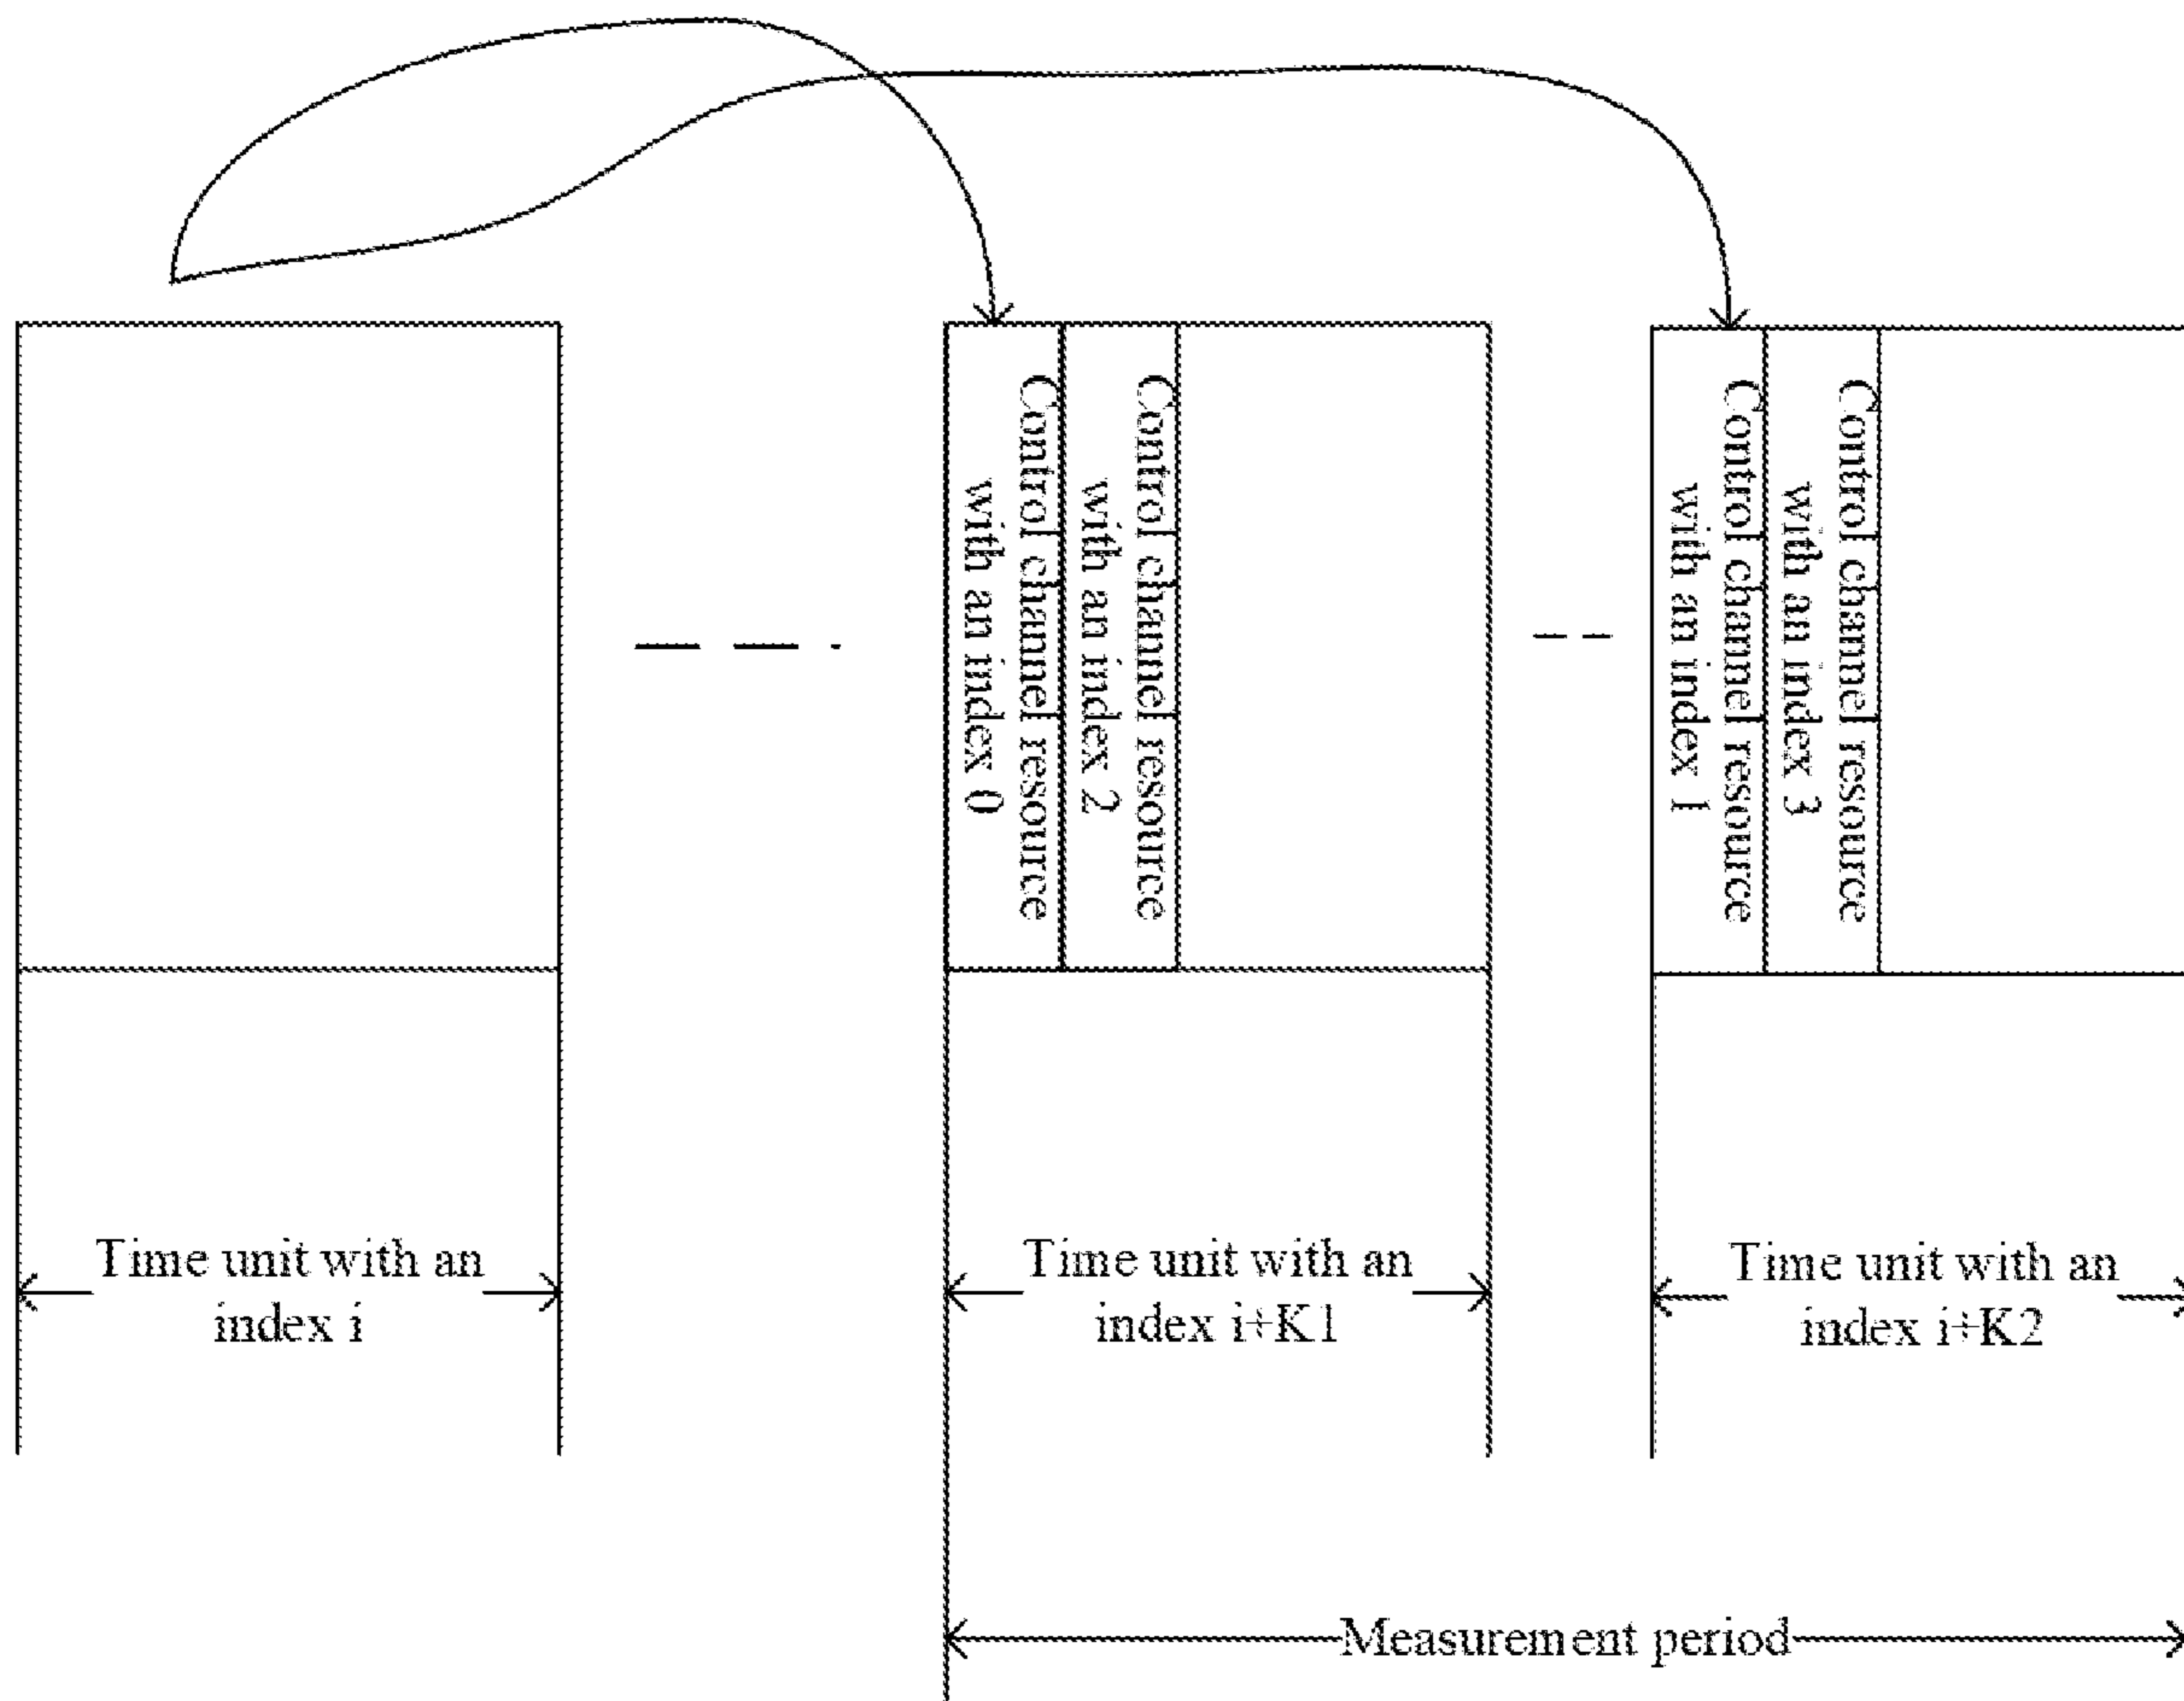 Control channel resource
with an index 0
Control channel resource
with an index 2
Control channel resource
with an index 1
Control channel resource
with an index 3
Time unit with an
index i
Time unit with an
index i+K1
Time unit with an
index i+K2
Measurement period